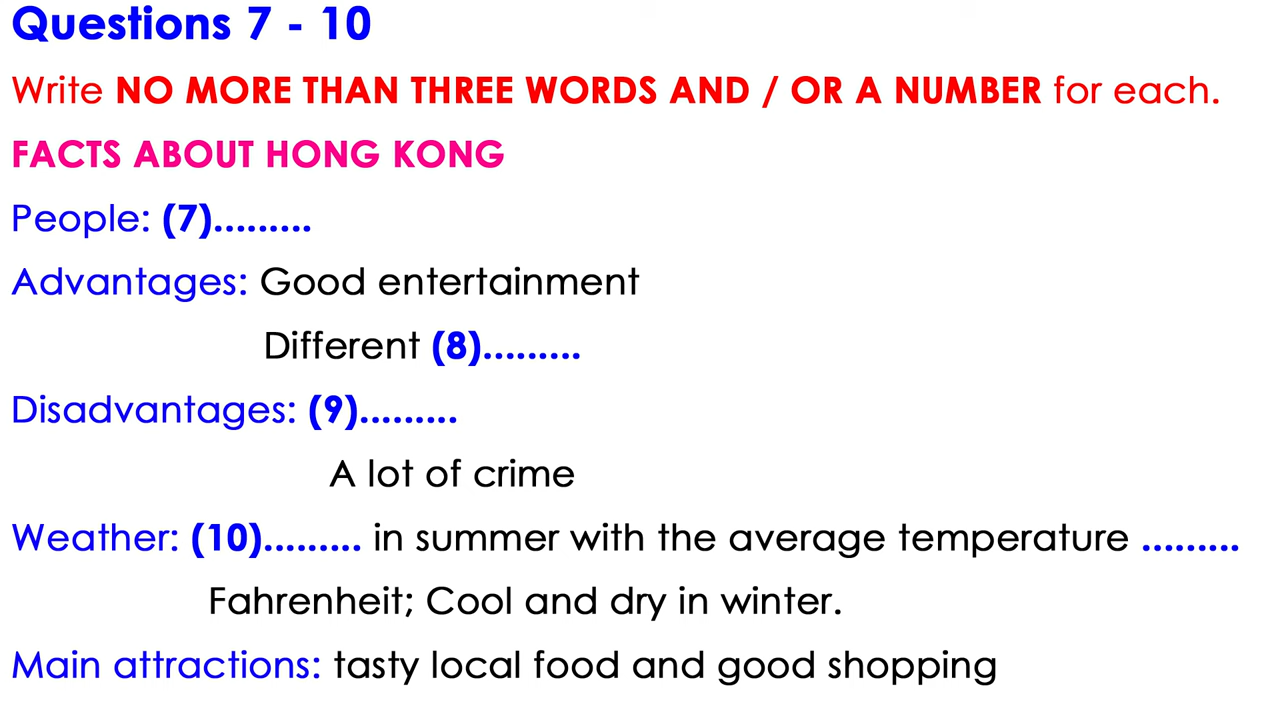 Questions 7 - 10
Write NO MORE THAN THREE WORDS AND / OR A NUMBER for each.
FACTS ABOUT HONG KONG
People: (7).........
Advantages: Good entertainment
Different (8).........
Disadvantages: (9).........
A lot of crime
Weather: (10)......... in summer with the average temperature .........
Fahrenheit; Cool and dry in winter.
Main attractions: tasty local food and good shopping